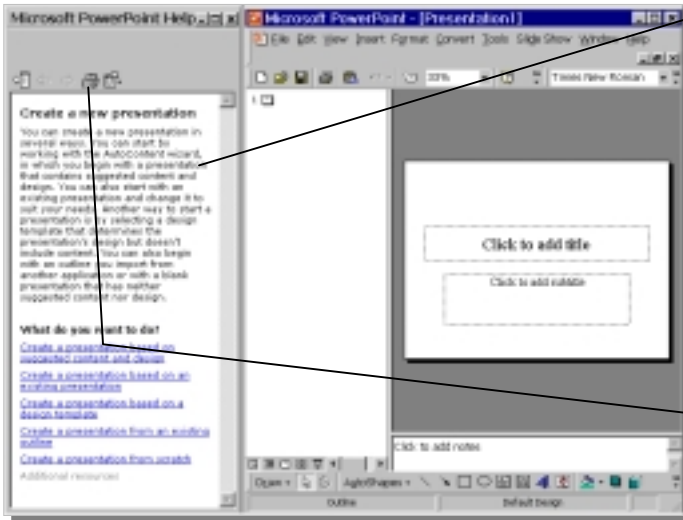 Microsoft PowerPoint Help
Create a new presentation
You can create a new presentation in
several ways. You can start by
working with the AutoContent wizard,
in which you begin with a presentation
that contains suggested content and
design. You can also start with an
existing presentation and change it to
suit your needs. Another way to start a
presentation is by selecting a design
template that determines the
presentation's design but doesn't
include content. You can also begin
with an outline you import from
another application or with a blank
presentation that has neither
suggested content nor design.
What do you want to do?
Create a presentation based on
suggested content and design
Create a presentation based on an
existing presentation
Create a presentation based on a
design template
Create a presentation from an existing
outline
Create a presentation from scratch
Additional resources
Microsoft PowerPoint - [Presentation1]
File Edit View Insert Format Convert Tools Slide Show Window Help
33% Times New Roman
1
Click to add title
Click to add subtitle
Click to add notes
Draw AutoShapes
Outline Default Design